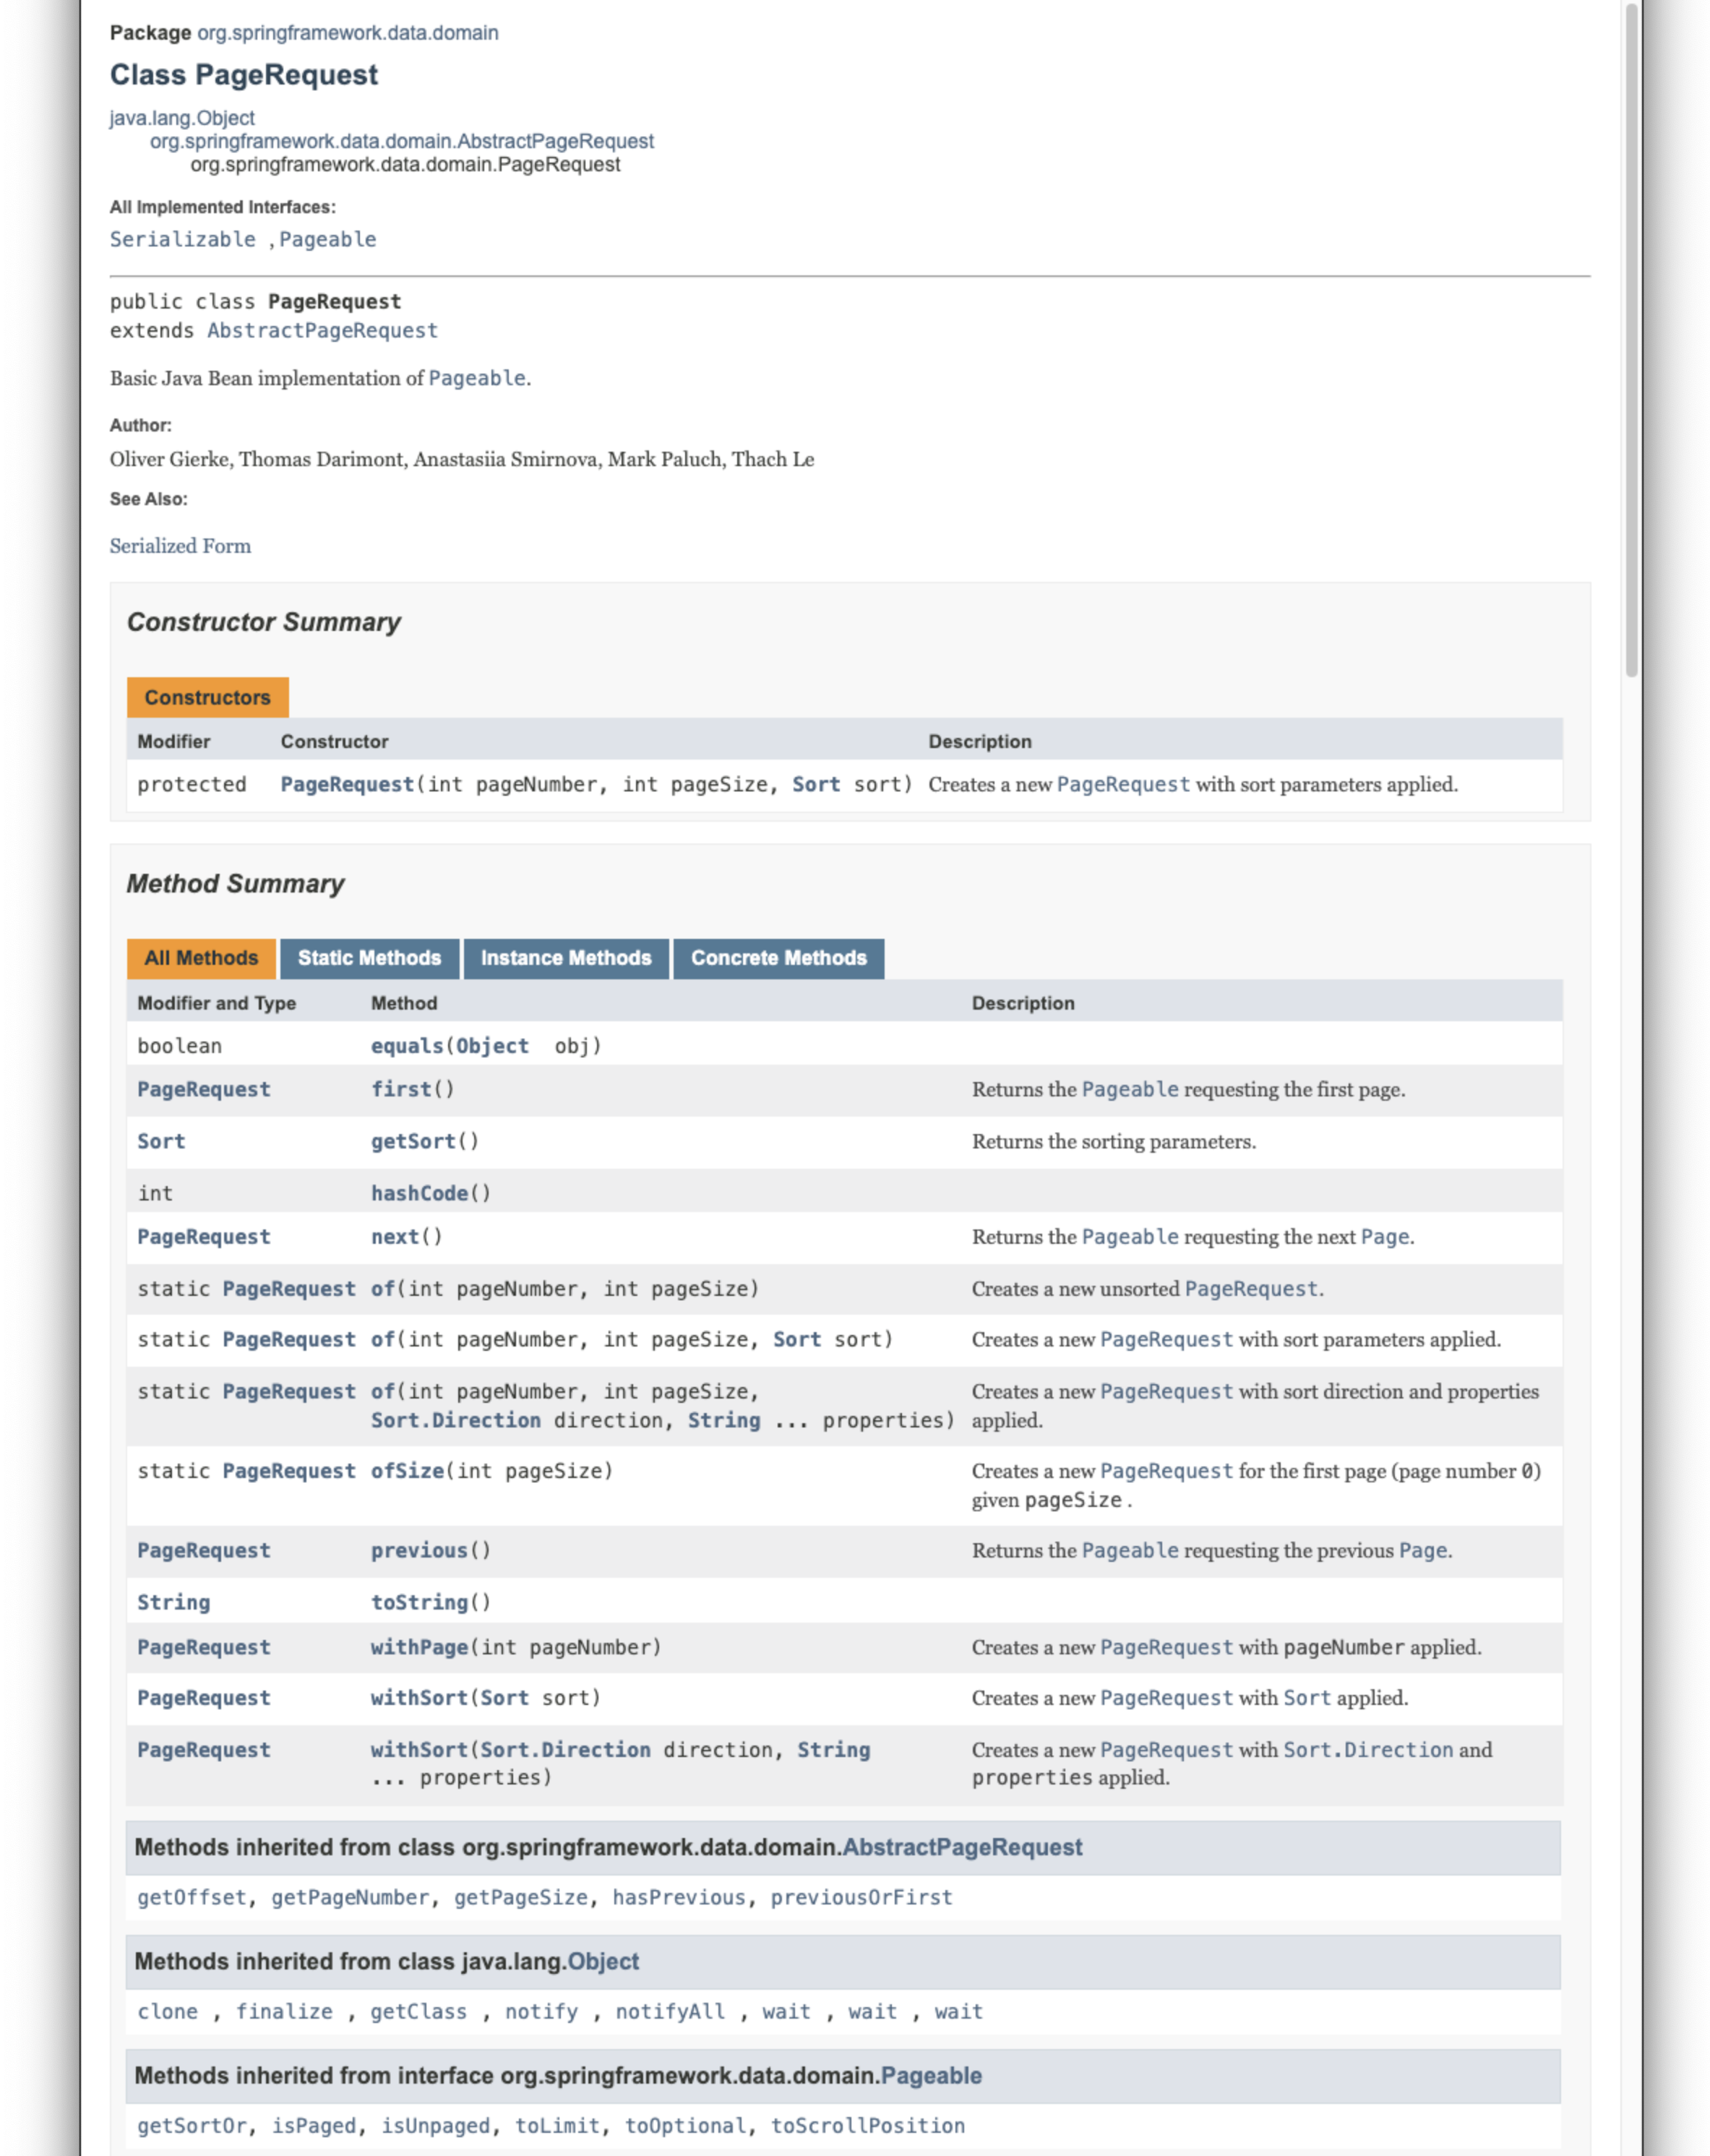 Package org.springframework.data.domain
Class PageRequest
java.lang.Object
org.springframework.data.domain.AbstractPageRequest
org.springframework.data.domain.PageRequest
All Implemented Interfaces:
Serializable , Pageable
public class PageRequest
extends AbstractPageRequest
Basic Java Bean implementation of Pageable.
Author:
Oliver Gierke, Thomas Darimont, Anastasiia Smirnova, Mark Paluch, Thach Le
See Also:
Serialized Form
Constructor Summary
Constructors
Modifier Constructor Description
protected PageRequest(int pageNumber, int pageSize, Sort sort) Creates a new PageRequest with sort parameters applied.
Method Summary
All Methods Static Methods Instance Methods Concrete Methods
Modifier and Type Method Description
boolean equals(Object obj)
PageRequest first() Returns the Pageable requesting the first page.
Sort getSort() Returns the sorting parameters.
int hashCode()
PageRequest next() Returns the Pageable requesting the next Page.
static PageRequest of(int pageNumber, int pageSize) Creates a new unsorted PageRequest.
static PageRequest of(int pageNumber, int pageSize, Sort sort) Creates a new PageRequest with sort parameters applied.
static PageRequest of(int pageNumber, int pageSize, Creates a new PageRequest with sort direction and properties
Sort.Direction direction, String ... properties) applied.
static PageRequest ofSize(int pageSize) Creates a new PageRequest for the first page (page number 0)
given pageSize .
PageRequest previous() Returns the Pageable requesting the previous Page.
String toString()
PageRequest withPage(int pageNumber) Creates a new PageRequest with pageNumber applied.
PageRequest withSort(Sort sort) Creates a new PageRequest with Sort applied.
PageRequest withSort(Sort.Direction direction, String Creates a new PageRequest with Sort.Direction and
... properties) properties applied.
Methods inherited from class org.springframework.data.domain.AbstractPageRequest
getOffset, getPageNumber, getPageSize, hasPrevious, previousOrFirst
Methods inherited from class java.lang.Object
clone , finalize , getClass , notify , notifyAll , wait , wait , wait
Methods inherited from interface org.springframework.data.domain.Pageable
getSortOr, isPaged, isUnpaged, toLimit, toOptional, toScrollPosition